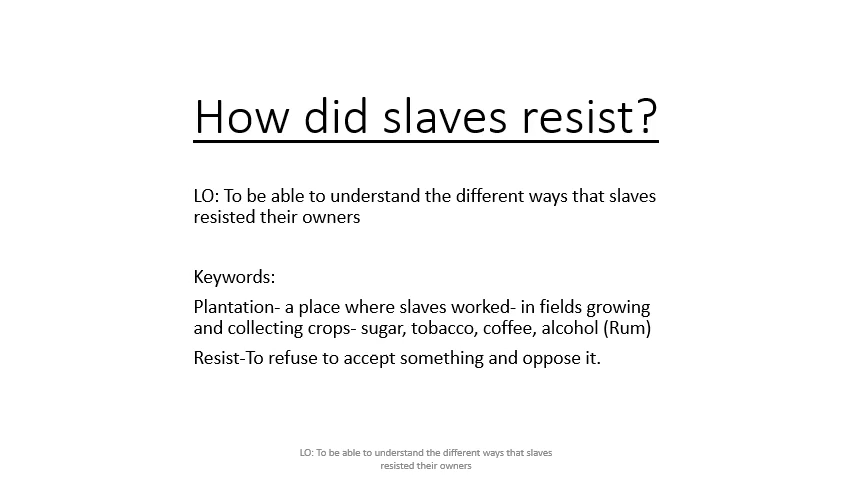 How did slaves resist?
LO: To be able to understand the different ways that slaves
resisted their owners
Keywords:
Plantation- a place where slaves worked- in fields growing
and collecting crops- sugar, tobacco, coffee, alcohol (Rum)
Resist-To refuse to accept something and oppose it.
LO: To be able to understand the different ways that slaves
resisted their owners